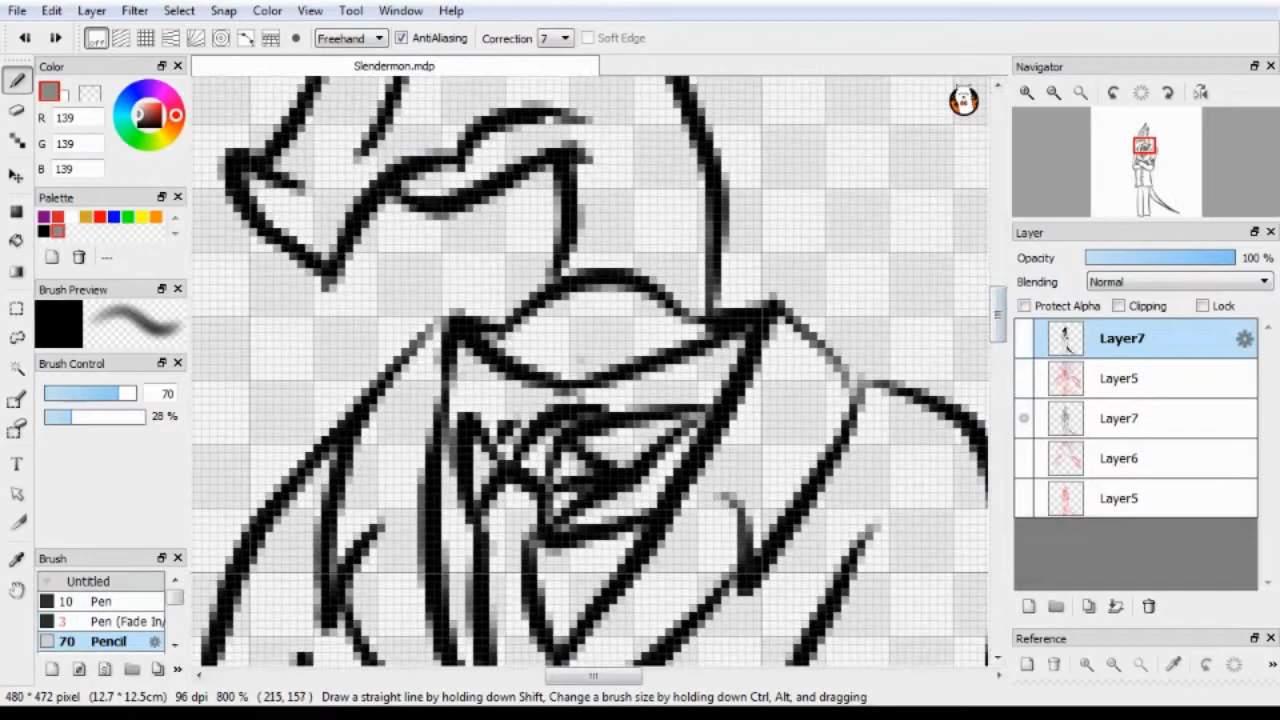 File Edit Layer Filter Select Snap Color View Tool Window Help
off Freehand AntiAliasing Correction 7 Soft Edge
Color
R 139
G 139
B 139
Palette
---
Brush Preview
Brush Control
70
28 %
Brush
Untitled
10 Pen
3 Pen (Fade In/
70 Pencil
Slendermon.mdp
Navigator
Layer
Opacity 100 %
Blending Normal
Protect Alpha Clipping Lock
Layer7
Layer5
Layer7
Layer6
Layer5
Reference
480 * 472 pixel (12.7 * 12.5cm) 96 dpi 800 % ( 215, 157 ) Draw a straight line by holding down Shift, Change a brush size by holding down Ctrl, Alt, and dragging